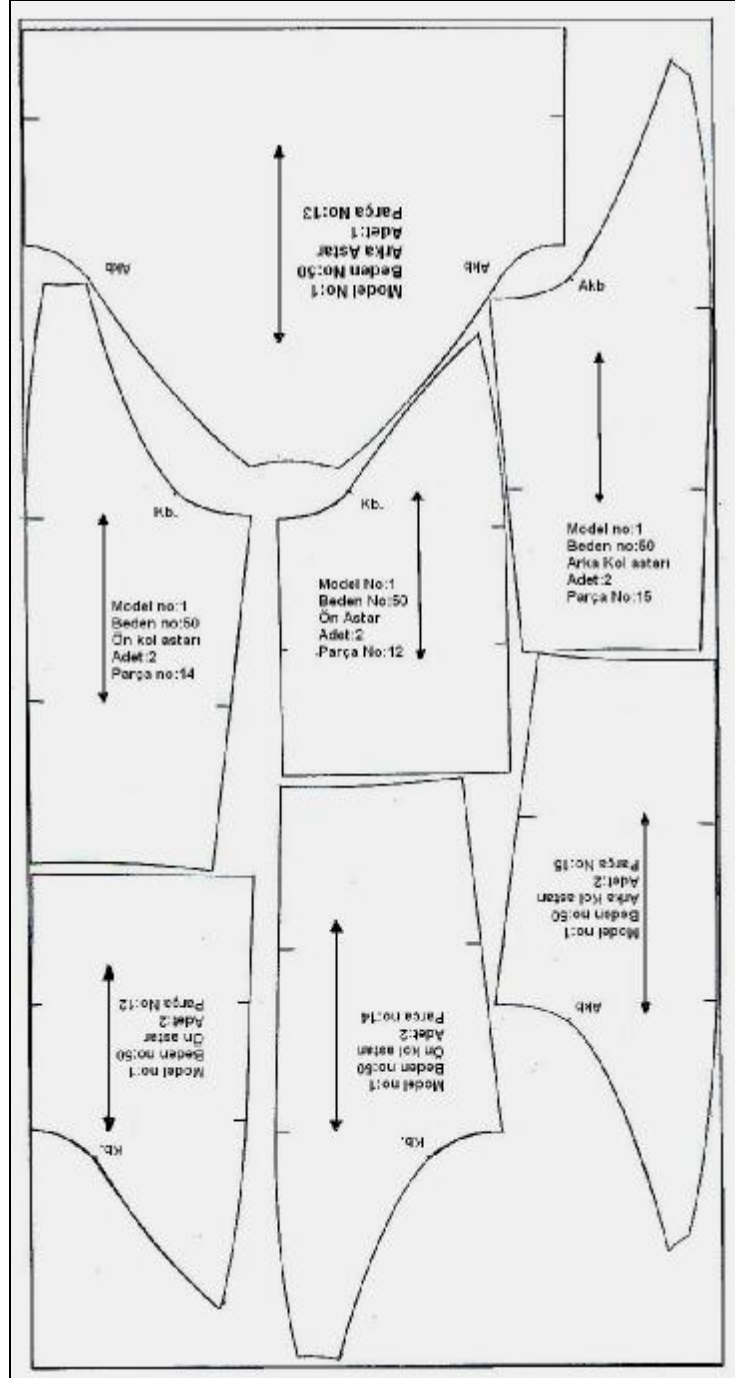 Model No:1
Beden No:50
Arka Astar
Adet:1
Parça No:13
Akb
Akb
Akb
Kb.
Kb.
Model no:1
Beden no:50
Arka Kol astarı
Adet:2
Parça No:15
Model No:1
Beden No:50
Ön Astar
Adet:2
Parça No:12
Model no:1
Beden no:50
Ön kol astarı
Adet:2
Parça no:14
Model no:1
Beden no:50
Arka Kol astarı
Adet:2
Parça No:15
Akb
Model no:1
Beden no:50
Ön astar
Adet:2
Parça No:12
Kb.
Model no:1
Beden no:50
Ön kol astarı
Adet:2
Parca no:14
Kb.